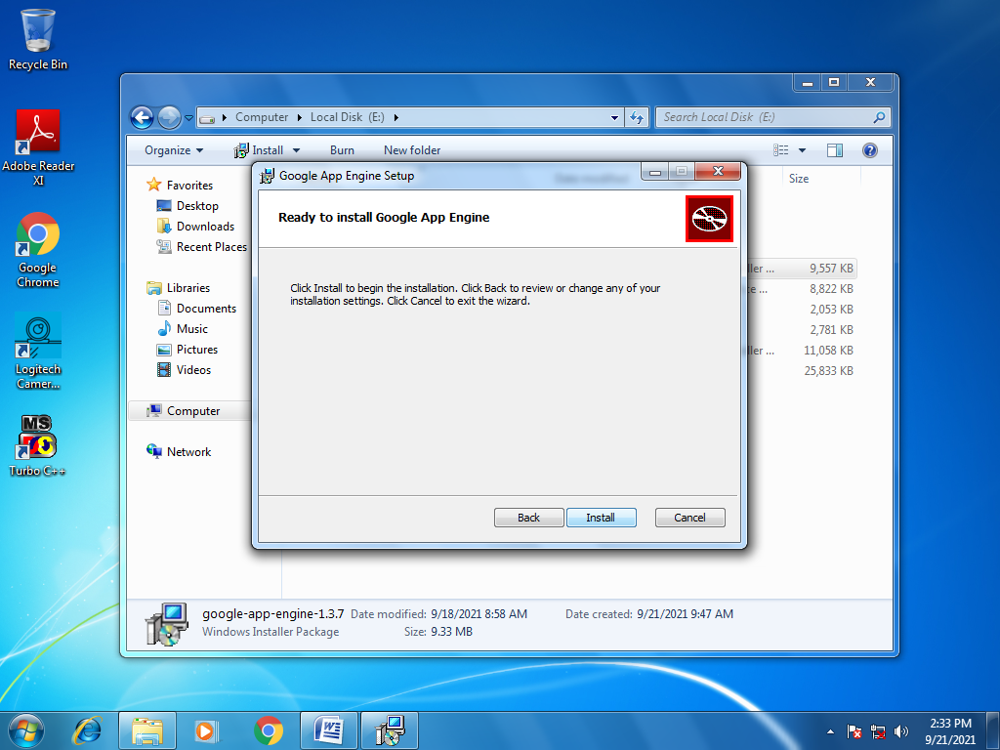 Recycle Bin
Adobe Reader
XI
Google
Chrome
Logitech
Camer...
MS
Turbo C++
Computer
Local Disk (E:)
Search Local Disk (E:)
Organize
Install
Burn
New folder
Favorites
Desktop
Downloads
Recent Places
Libraries
Documents
Music
Pictures
Videos
Computer
Network
Date modified
Size
ller ...
9,557 KB
ce ...
8,822 KB
2,053 KB
2,781 KB
ller ...
11,058 KB
25,833 KB
Google App Engine Setup
Ready to install Google App Engine
Click Install to begin the installation. Click Back to review or change any of your
installation settings. Click Cancel to exit the wizard.
Back
Install
Cancel
google-app-engine-1.3.7 Date modified: 9/18/2021 8:58 AM Date created: 9/21/2021 9:47 AM
Windows Installer Package Size: 9.33 MB
2:33 PM
9/21/2021